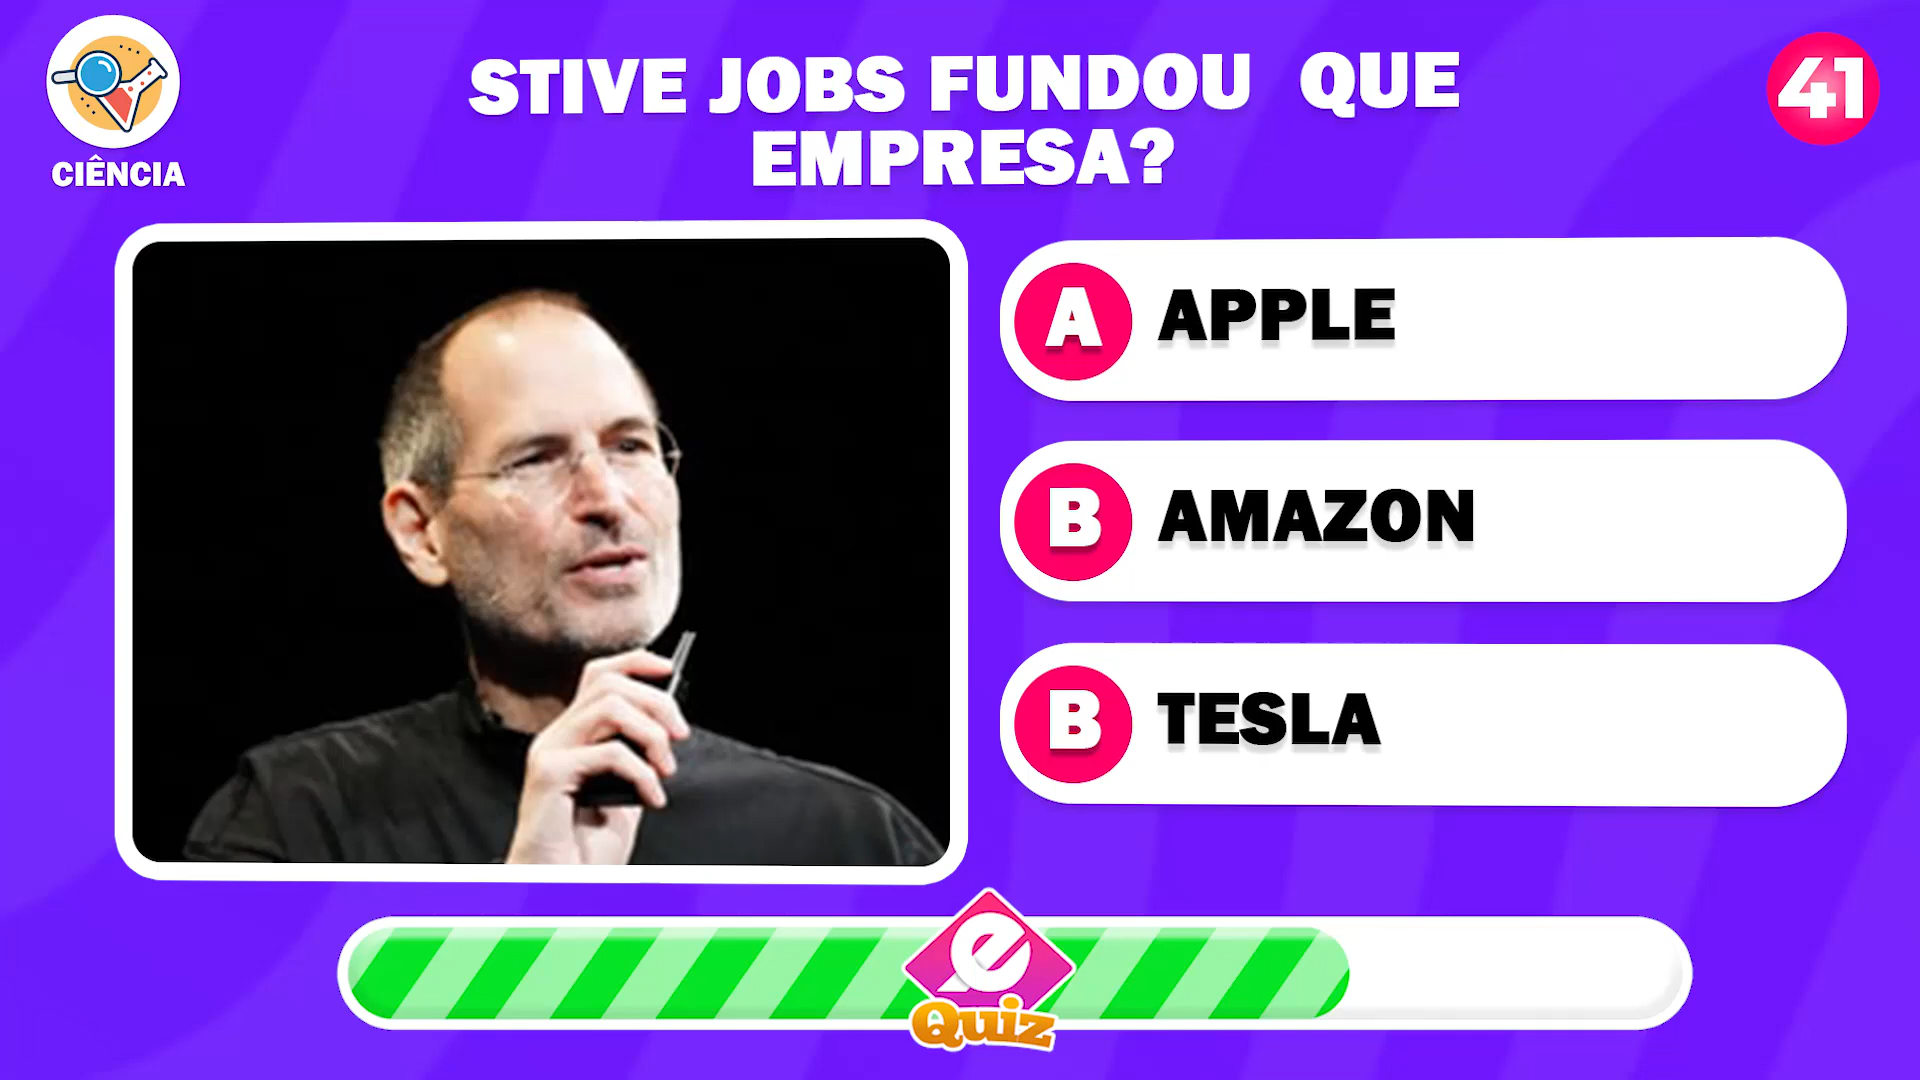 STIVE JOBS FUNDOU QUE
EMPRESA?
41
CIÊNCIA
A APPLE
B AMAZON
B TESLA
e
Quiz